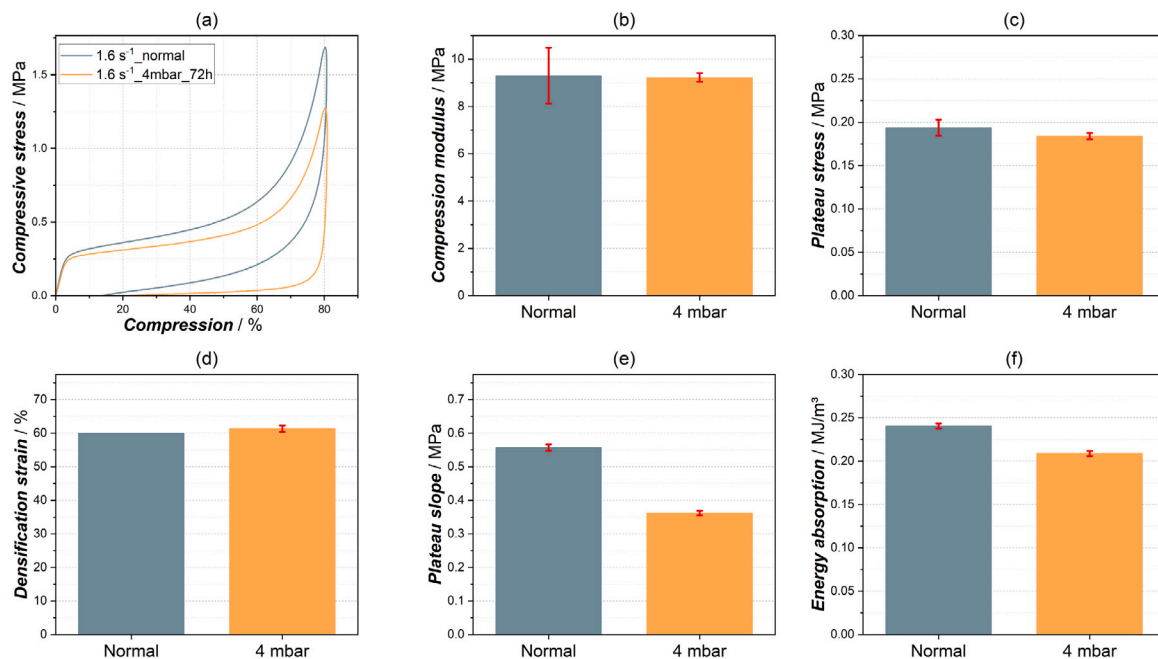 (a)
1.6 s⁻¹_normal
1.6 s⁻¹_4mbar_72h
Compressive stress / MPa
1.5
1.0
0.5
0.0
0
20
40
60
80
Compression / %
(b)
Compression modulus / MPa
10
8
6
4
2
0
Normal
4 mbar
(c)
Plateau stress / MPa
0.30
0.25
0.20
0.15
0.10
0.05
0.00
Normal
4 mbar
(d)
Densification strain / %
70
60
50
40
30
20
10
0
Normal
4 mbar
(e)
Plateau slope / MPa
0.7
0.6
0.5
0.4
0.3
0.2
0.1
0.0
Normal
4 mbar
(f)
Energy absorption / MJ/m³
0.30
0.25
0.20
0.15
0.10
0.05
0.00
Normal
4 mbar